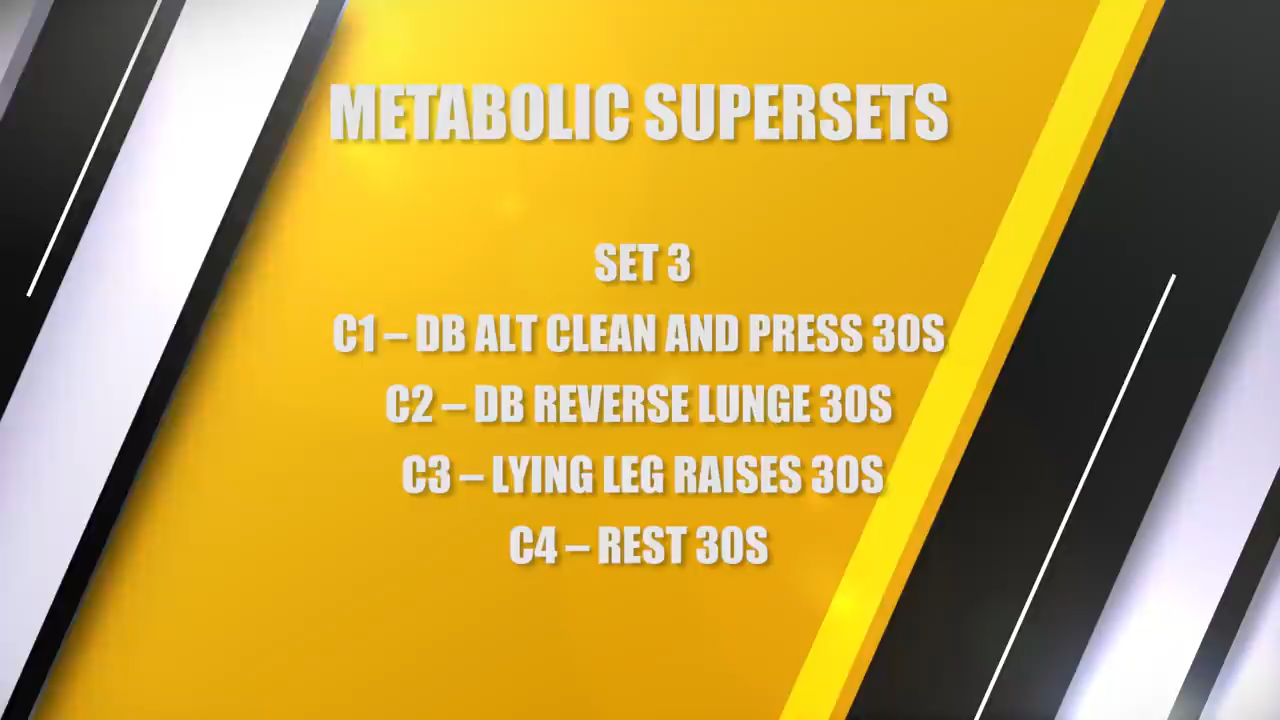 METABOLIC SUPERSETS
SET 3
C1 – DB ALT CLEAN AND PRESS 30S
C2 – DB REVERSE LUNGE 30S
C3 – LYING LEG RAISES 30S
C4 – REST 30S